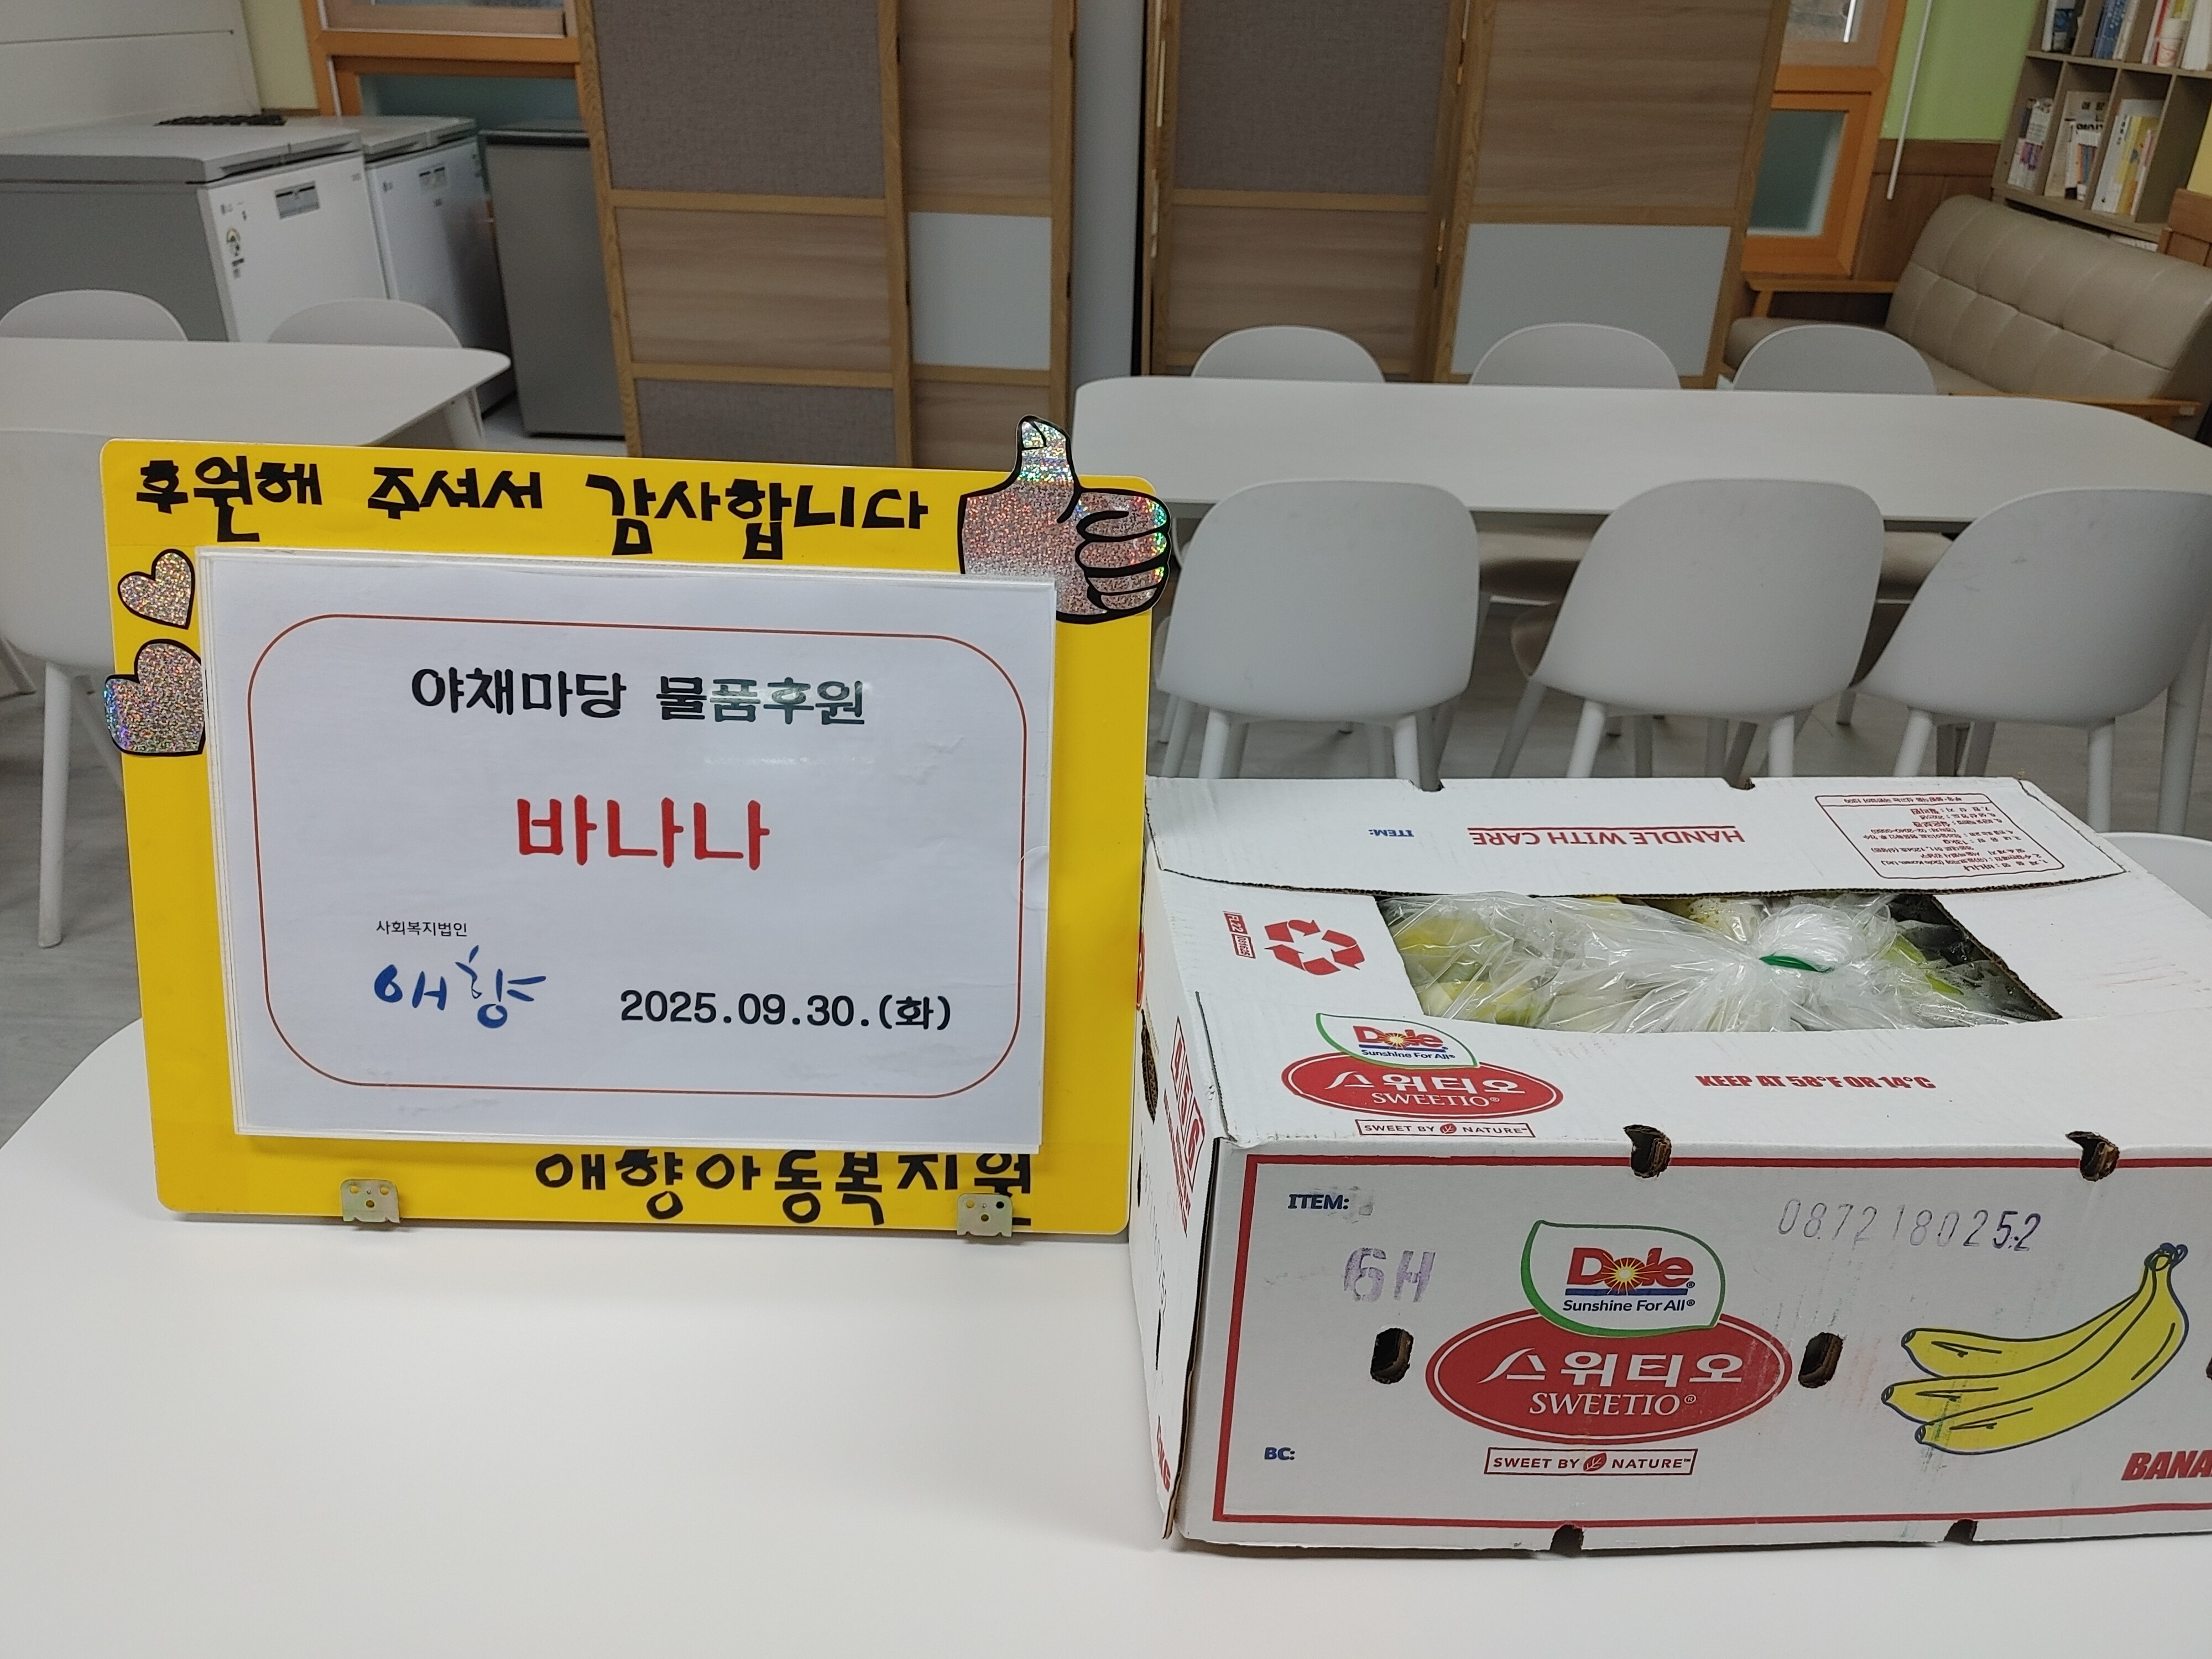 후원해 주셔서 감사합니다
야채마당 물품후원
바나나
사회복지법인
애향
2025.09.30.(화)
애향아동복지원
ITEM:
HANDLE WITH CARE
Dole
Sunshine For All®
스위티오
SWEETIO®
SWEET BY NATURE™
KEEP AT 58°F OR 14°C
ITEM:
6H
0872180252
Dole®
Sunshine For All®
스위티오
SWEETIO®
SWEET BY NATURE™
BC: